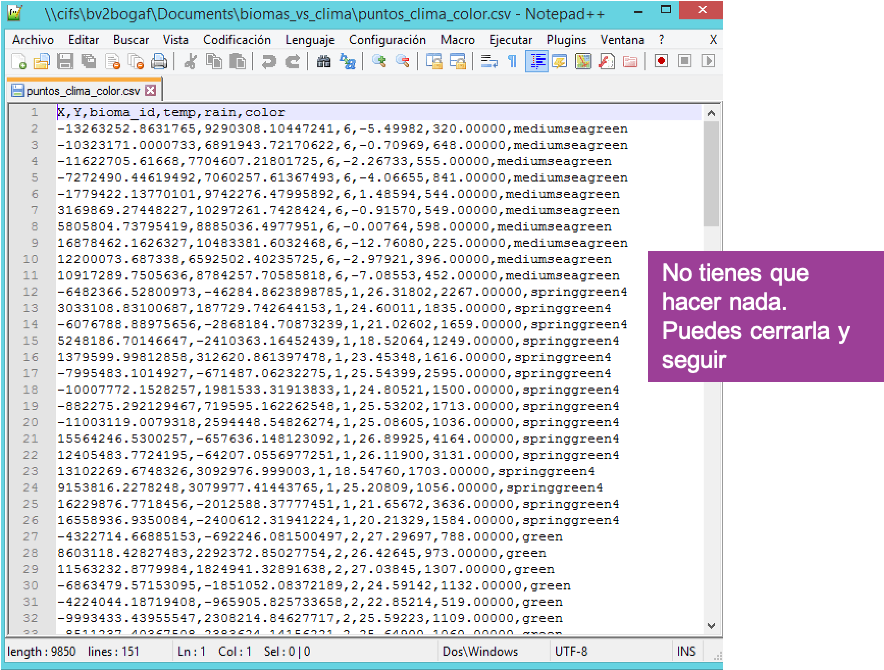 \\cifs\bv2bogaf\Documents\biomas_vs_clima\puntos_clima_color.csv - Notepad++
Archivo Editar Buscar Vista Codificación Lenguaje Configuración Macro Ejecutar Plugins Ventana ? X
puntos_clima_color.csv
1 X,Y,bioma_id,temp,rain,color
2 -13263252.8631765,9290308.10447241,6,-5.49982,320.00000,mediumseagreen
3 -10323171.0000733,6891943.72170622,6,-0.70969,648.00000,mediumseagreen
4 -11622705.61668,7704607.21801725,6,-2.26733,555.00000,mediumseagreen
5 -7272490.44619492,7060257.61367493,6,-4.06655,841.00000,mediumseagreen
6 -1779422.13770101,9742276.47995892,6,1.48594,544.00000,mediumseagreen
7 3169869.27448227,10297261.7428424,6,-0.91570,549.00000,mediumseagreen
8 5805804.73795419,8885036.4977951,6,-0.00764,598.00000,mediumseagreen
9 16878462.1626327,10483381.6032468,6,-12.76080,225.00000,mediumseagreen
10 12200073.687338,6592502.40235725,6,-2.97921,396.00000,mediumseagreen
11 10917289.7505636,8784257.70585818,6,-7.08553,452.00000,mediumseagreen
12 -6482366.52800973,-46284.8623898785,1,26.31802,2267.00000,springgreen4
13 3033108.83100687,187729.742644153,1,24.60011,1835.00000,springgreen4
14 -6076788.88975656,-2868184.70873239,1,21.02602,1659.00000,springgreen4
15 5248186.70146647,-2410363.16452439,1,18.52064,1249.00000,springgreen4
16 1379599.99812858,312620.861397478,1,23.45348,1616.00000,springgreen4
17 -7995483.1014927,-671487.06232275,1,25.54399,2595.00000,springgreen4
18 -10007772.1528257,1981533.31913833,1,24.80521,1500.00000,springgreen4
19 -882275.292129467,719595.162262548,1,25.53202,1713.00000,springgreen4
20 -11003119.0079318,2594448.54826274,1,25.08605,1036.00000,springgreen4
21 15564246.5300257,-657636.148123092,1,26.89925,4164.00000,springgreen4
22 12405483.7724195,-64207.0556977251,1,26.11900,3131.00000,springgreen4
23 13102269.6748326,3092976.999003,1,18.54760,1703.00000,springgreen4
24 9153816.2278248,3079977.41443765,1,25.20809,1056.00000,springgreen4
25 16229876.7718456,-2012588.37777451,1,21.65672,3636.00000,springgreen4
26 16558936.9350084,-2400612.31941224,1,20.21329,1584.00000,springgreen4
27 -4322714.66885153,-692246.081500497,2,27.29697,788.00000,green
28 8603118.42827483,2292372.85027754,2,26.42645,973.00000,green
29 11563232.8779984,1824941.32891638,2,27.03845,1307.00000,green
30 -6863479.57153095,-1851052.08372189,2,24.59142,1132.00000,green
31 -4224044.18719408,-965905.825733658,2,22.85214,519.00000,green
32 -9993433.43955547,2308214.84627717,2,25.59223,1109.00000,green
No tienes que
hacer nada.
Puedes cerrarla y
seguir
length : 9850 lines : 151 Ln : 1 Col : 1 Sel : 0 | 0 Dos\Windows UTF-8 INS